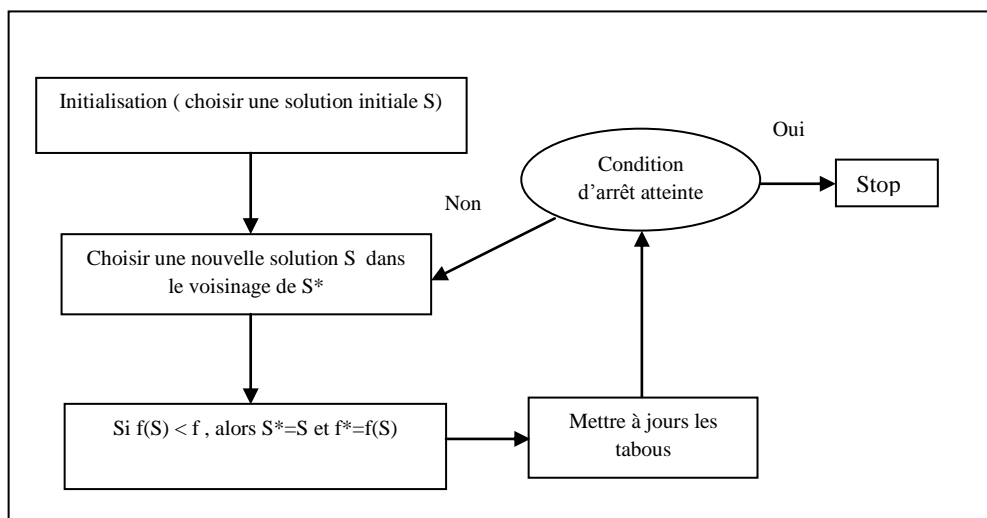 Initialisation ( choisir une solution initiale S)
Choisir une nouvelle solution S dans
le voisinage de S*
Si f(S) < f , alors S*=S et f*=f(S)
Mettre à jours les
tabous
Condition
d'arrêt atteinte
Non
Oui
Stop